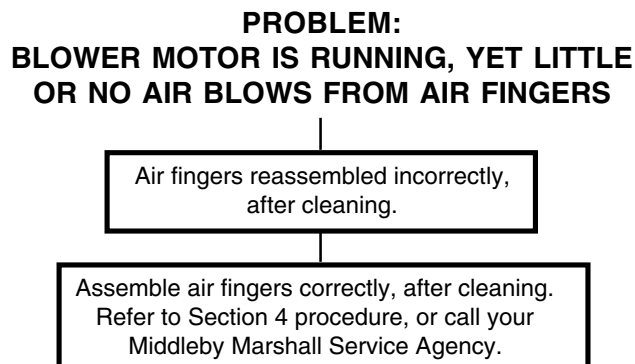 PROBLEM:
BLOWER MOTOR IS RUNNING, YET LITTLE
OR NO AIR BLOWS FROM AIR FINGERS
Air fingers reassembled incorrectly,
after cleaning.
Assemble air fingers correctly, after cleaning.
Refer to Section 4 procedure, or call your
Middleby Marshall Service Agency.